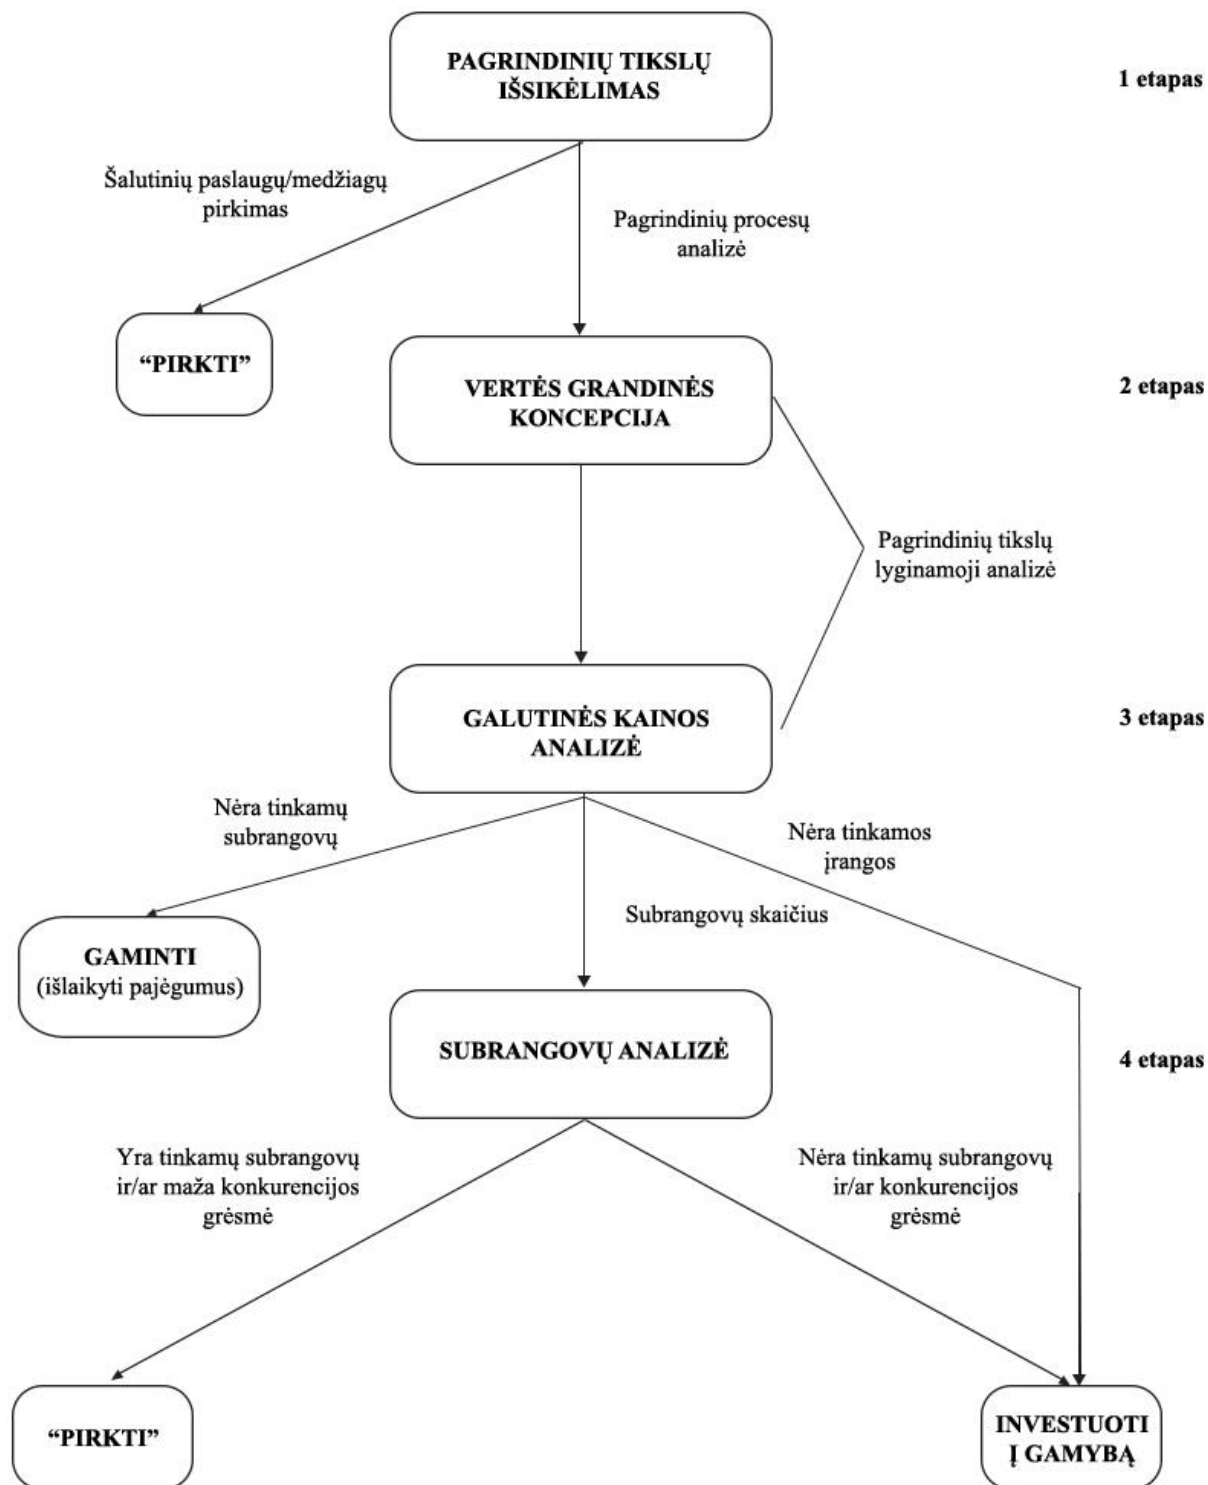 PAGRINDINIŲ TIKSLŲ
IŠSIKĖLIMAS
1 etapas
Šalutinių paslaugų/medžiagų
pirkimas
Pagrindinių procesų
analizė
“PIRKTI”
VERTĖS GRANDINĖS
KONCEPCIJA
2 etapas
Pagrindinių tikslų
lyginamoji analizė
GALUTINĖS KAINOS
ANALIZĖ
3 etapas
Nėra tinkamų
subrangovų
Nėra tinkamos
įrangos
Subrangovų skaičius
GAMINTI
(išlaikyti pajėgumus)
SUBRANGOVŲ ANALIZĖ
4 etapas
Yra tinkamų subrangovų
ir/ar maža konkurencijos
grėsmė
Nėra tinkamų subrangovų
ir/ar konkurencijos
grėsmė
“PIRKTI”
INVESTUOTI
Į GAMYBĄ